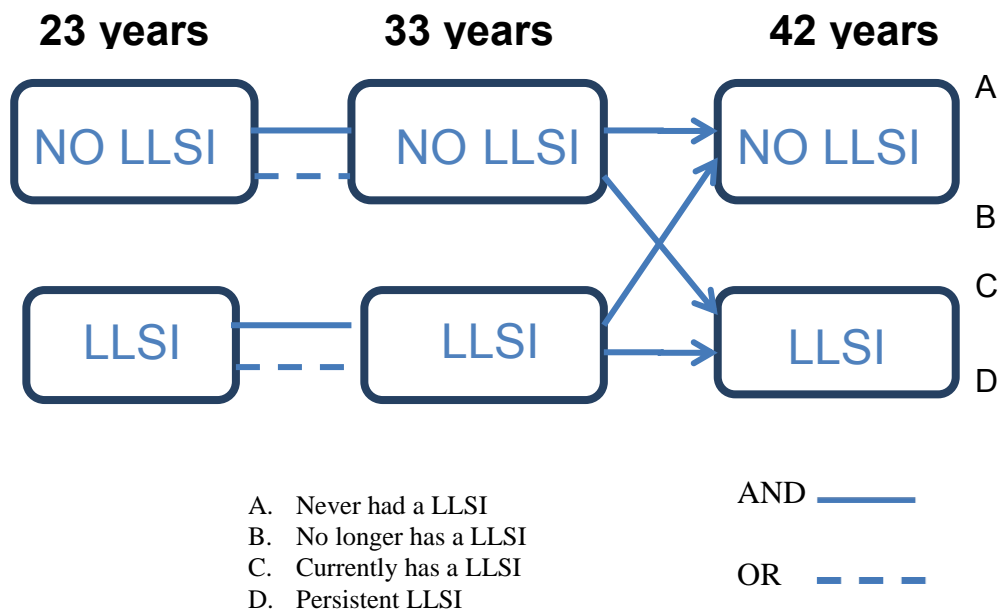 23 years 33 years 42 years
A
NO LLSI NO LLSI NO LLSI
B
C
LLSI LLSI LLSI
D
A. Never had a LLSI
B. No longer has a LLSI
C. Currently has a LLSI
D. Persistent LLSI
AND
OR